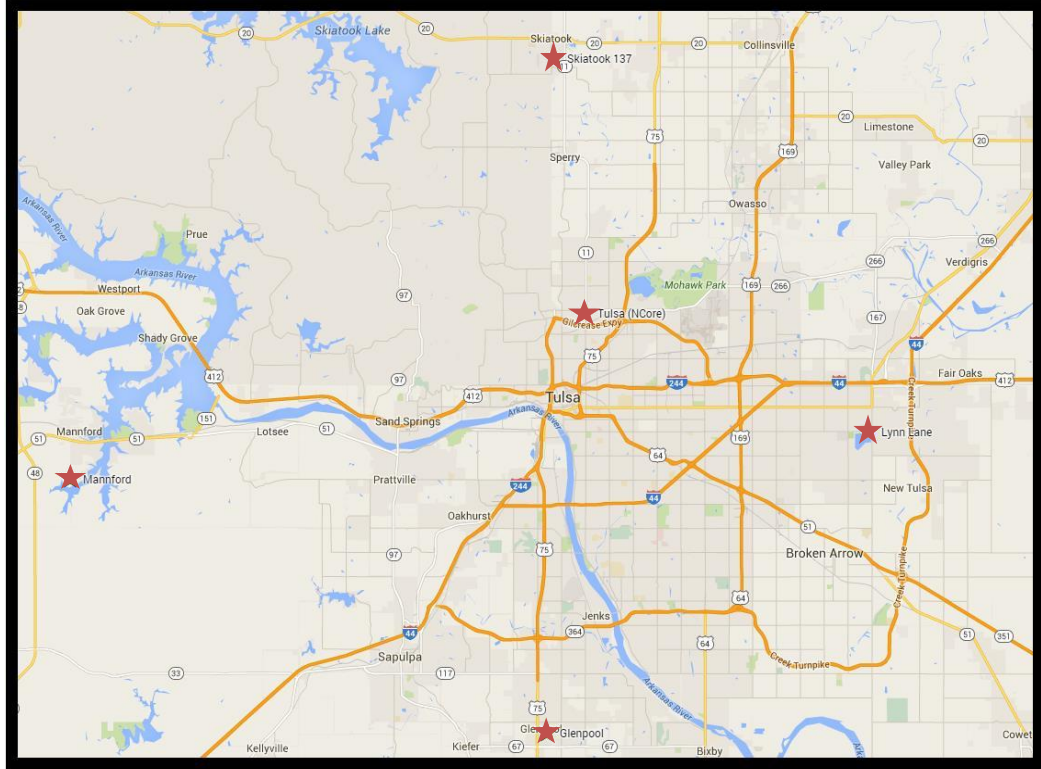 20
Skiatook Lake
20
Skiatook
20
20
Collinsville
Skiatook 137
11
75
20
Limestone
20
169
Sperry
Valley Park
Arkansas River
Owasso
Prue
11
266
266
Verdigris
Arkansas River
Westport
Mohawk Park
169
266
97
Oak Grove
Tulsa (NCore)
Gilcrease Expy
167
Shady Grove
44
75
412
97
244
44
Fair Oaks
412
412
Tulsa
Creek Turnpike
151
Arkansas River
Sand Springs
Lotsee
51
Mannford
51
51
169
Lynn Lane
64
48
Mannford
Prattville
244
44
New Tulsa
Oakhurst
51
97
75
Broken Arrow
Creek Turnpike
64
Jenks
364
44
64
51
351
Sapulpa
Creek Turnpike
33
117
Arkansas River
75
Glenpool
Kellyville
Kiefer
67
67
Bixby
Cowet